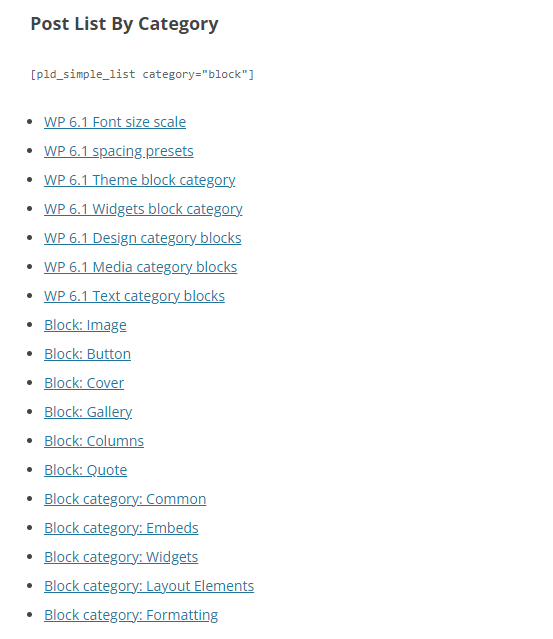 Post List By Category
[pld_simple_list category="block"]
WP 6.1 Font size scale
WP 6.1 spacing presets
WP 6.1 Theme block category
WP 6.1 Widgets block category
WP 6.1 Design category blocks
WP 6.1 Media category blocks
WP 6.1 Text category blocks
Block: Image
Block: Button
Block: Cover
Block: Gallery
Block: Columns
Block: Quote
Block category: Common
Block category: Embeds
Block category: Widgets
Block category: Layout Elements
Block category: Formatting